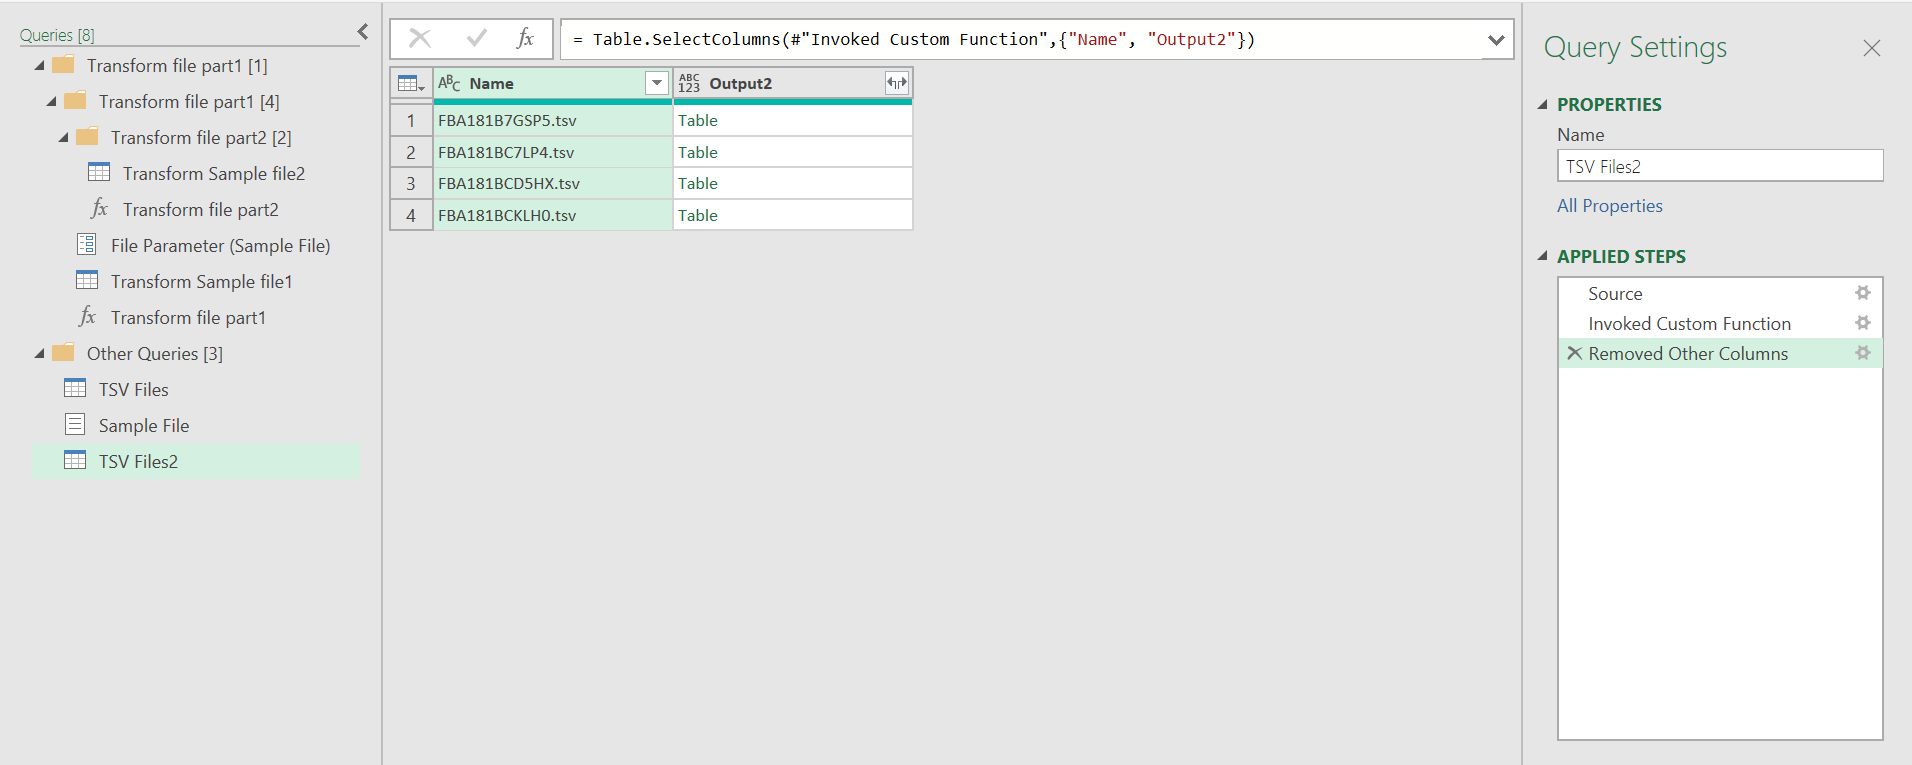 Queries [8]
Transform file part1 [1]
Transform file part1 [4]
Transform file part2 [2]
Transform Sample file2
fx Transform part2
File Parameter (Sample File)
Transform Sample file1
fx Transform file part1
Other Queries [3]
TSV Files
Sample File
TSV Files2
fx
= Table.SelectColumns(#"Invoked Custom Function",{"Name", "Output2"})
ABC Name
ABC 123 Output2
1 FBA181B7GSP5.tsv Table
2 FBA181BC7LP4.tsv Table
3 FBA181BCD5HX.tsv Table
4 FBA181BCKLH0.tsv Table
Query Settings
PROPERTIES
Name
TSV Files2
All Properties
APPLIED STEPS
Source
Invoked Custom Function
Removed Other Columns